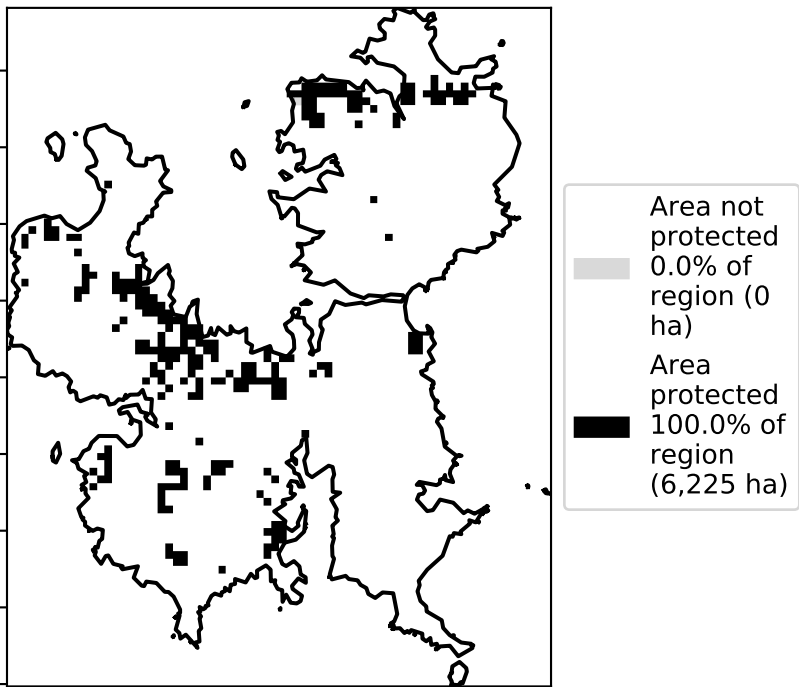 Area not
protected
0.0% of
region (0
ha)
Area
protected
100.0% of
region
(6,225 ha)